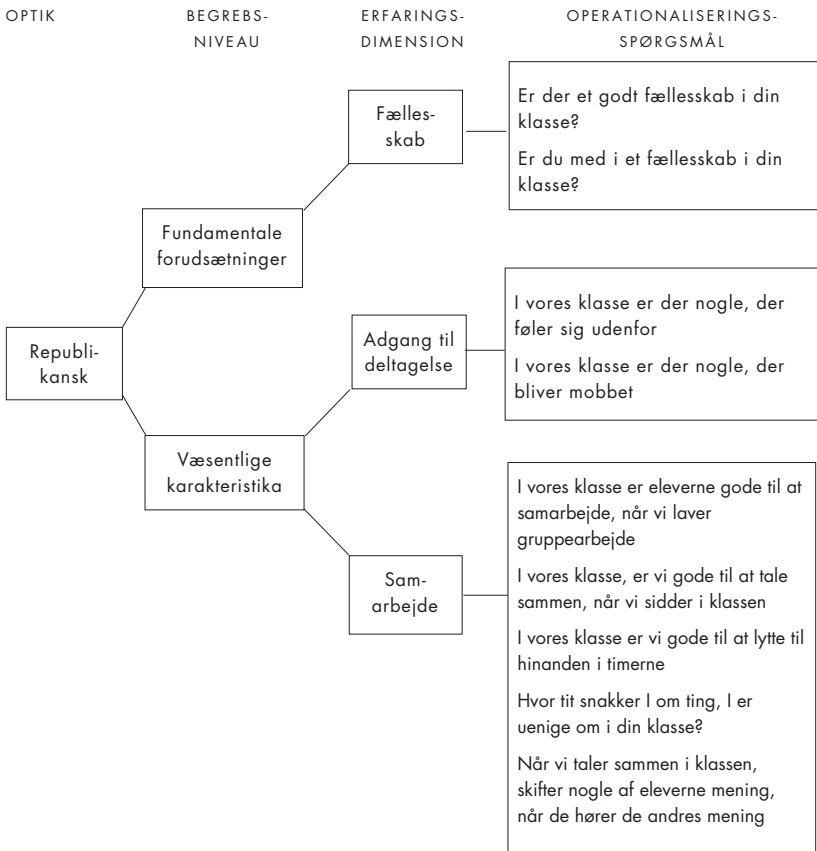 OPTIK
BEGREBS-
NIVEAU
ERFARINGS-
DIMENSION
OPERATIONALISERINGS-
SPØRGSMÅL
Fælles-
skab
Er der et godt fællesskab i din
klasse?
Er du med i et fællesskab i din
klasse?
Fundamentale
forudsætninger
Republi-
kansk
Adgang til
deltagelse
I vores klasse er der nogle, der
føler sig udenfor
I vores klasse er der nogle, der
bliver mobbet
Væsentlige
karakteristika
Sam-
arbejde
I vores klasse er eleverne gode til at
samarbejde, når vi laver
gruppearbejde
I vores klasse, er vi gode til at tale
sammen, når vi sidder i klassen
I vores klasse er vi gode til at lytte til
hinanden i timerne
Hvor tit snakker I om ting, I er
uenige om i din klasse?
Når vi taler sammen i klassen,
skifter nogle af eleverne mening,
når de hører de andres mening